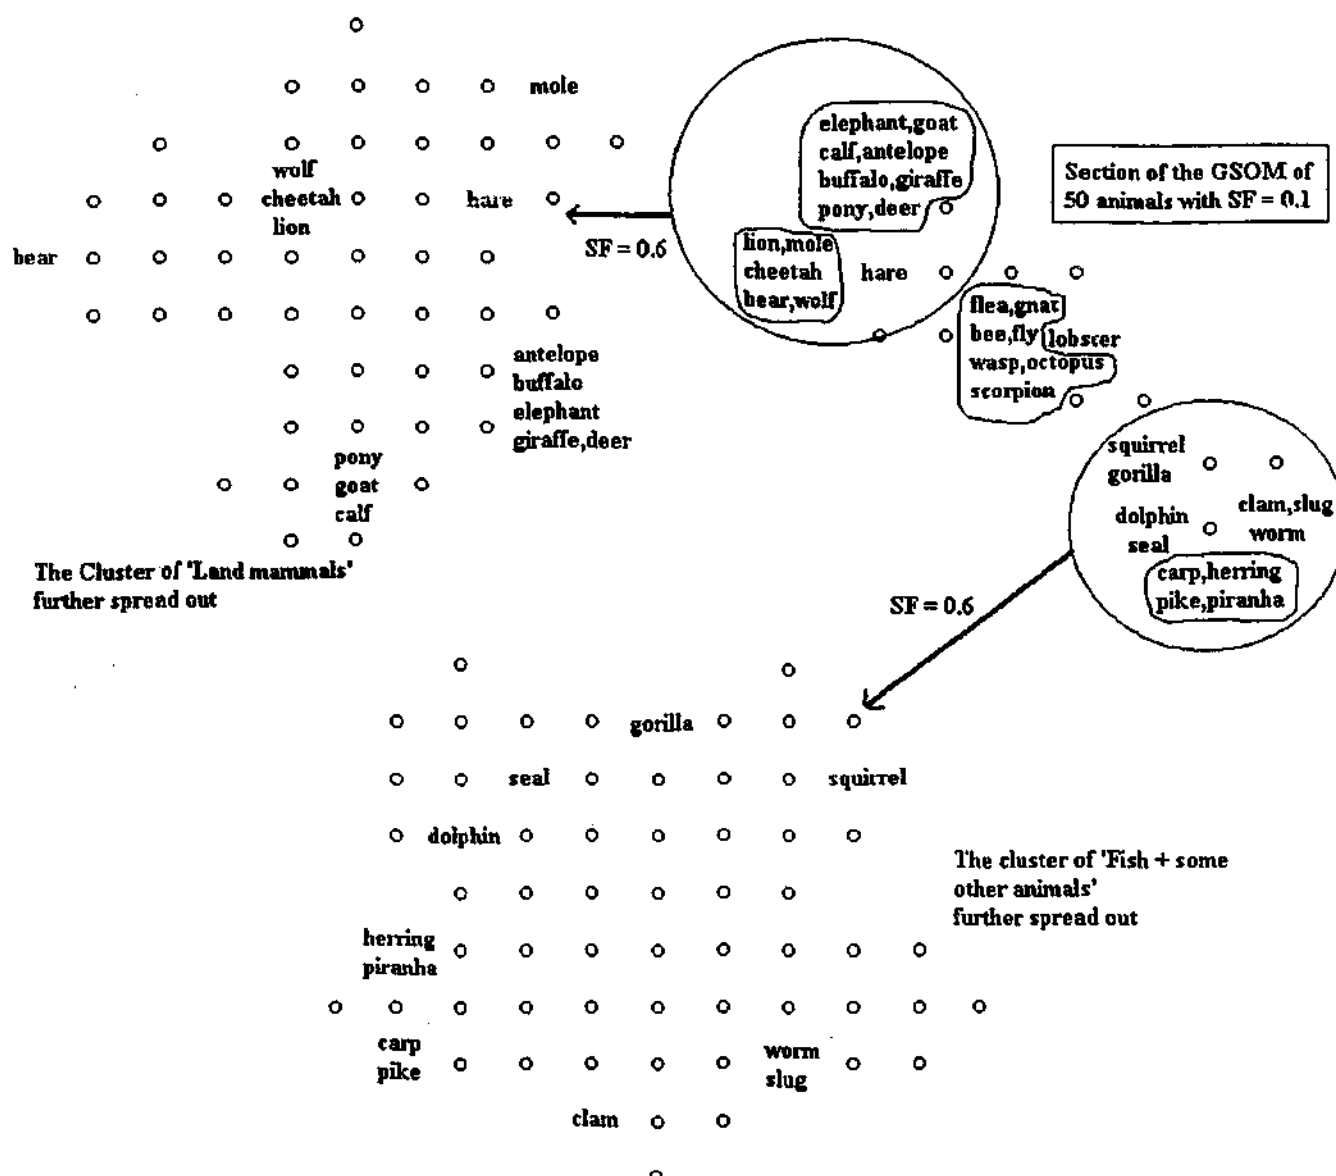 mole
wolf
cheetah
lion
hare
bear
antelope
buffalo
elephant
giraffe,deer
pony
goat
calf
The Cluster of 'Land mammals'
further spread out
SF = 0.6
elephant,goat
calf,antelope
buffalo,giraffe
pony,deer
lion,mole
cheetah
bear,wolf
hare
Section of the GSOM of
50 animals with SF = 0.1
flea,gnat
bee,fly
lobster
wasp,octopus
scorpion
squirrel
gorilla
dolphin
seal
clam,slug
worm
carp,herring
pike,piranha
SF = 0.6
gorilla
seal
squirrel
dolphin
The cluster of 'Fish + some
other animals'
further spread out
herring
piranha
carp
pike
worm
slug
clam